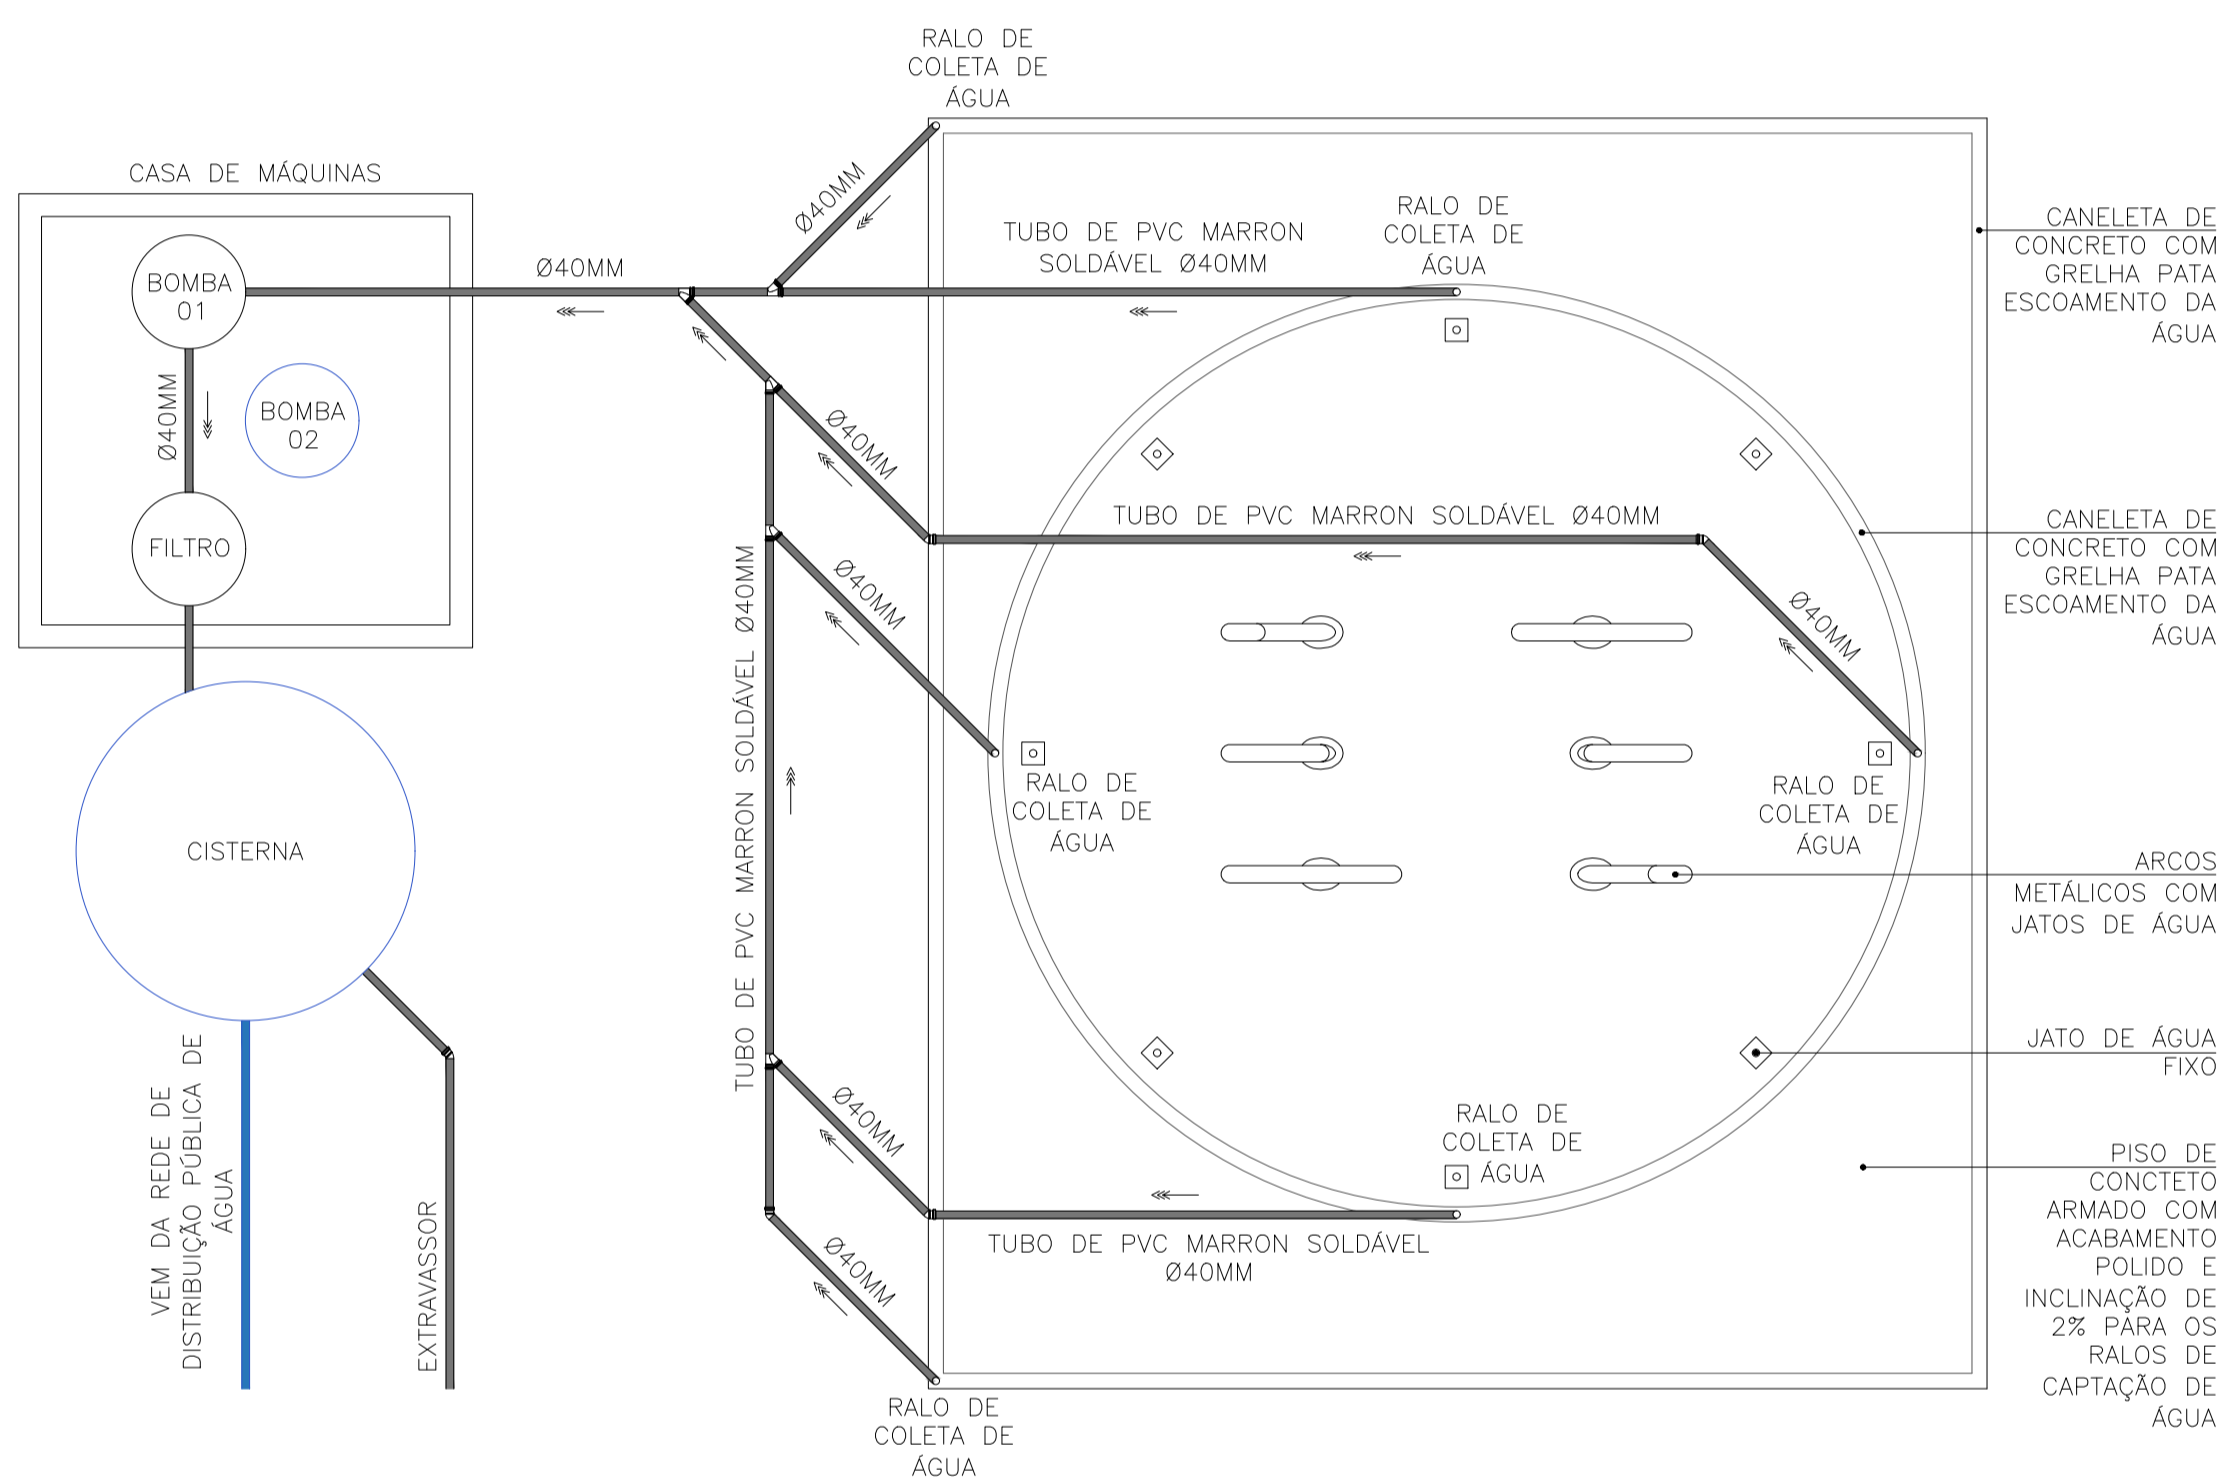 RALO DE
COLETA DE
ÁGUA
CASA DE MÁQUINAS
BOMBA
01
BOMBA
02
Ø40MM
FILTRO
CISTERNA
VEM DA REDE DE
DISTRIBUIÇÃO PÚBLICA DE
ÁGUA
EXTRAVASSOR
Ø40MM
Ø40MM
TUBO DE PVC MARRON
SOLDÁVEL Ø40MM
RALO DE
COLETA DE
ÁGUA
Ø40MM
TUBO DE PVC MARRON SOLDÁVEL Ø40MM
Ø40MM
TUBO DE PVC MARRON SOLDÁVEL Ø40MM
Ø40MM
RALO DE
COLETA DE
ÁGUA
RALO DE
COLETA DE
ÁGUA
Ø40MM
RALO DE
COLETA DE
ÁGUA
TUBO DE PVC MARRON SOLDÁVEL
Ø40MM
Ø40MM
RALO DE
COLETA DE
ÁGUA
CANELETA DE
CONCRETO COM
GRELHA PATA
ESCOAMENTO DA
ÁGUA
CANELETA DE
CONCRETO COM
GRELHA PATA
ESCOAMENTO DA
ÁGUA
ARCOS
METÁLICOS COM
JATOS DE ÁGUA
JATO DE ÁGUA
FIXO
PISO DE
CONCTETO
ARMADO COM
ACABAMENTO
POLIDO E
INCLINAÇÃO DE
2% PARA OS
RALOS DE
CAPTAÇÃO DE
ÁGUA